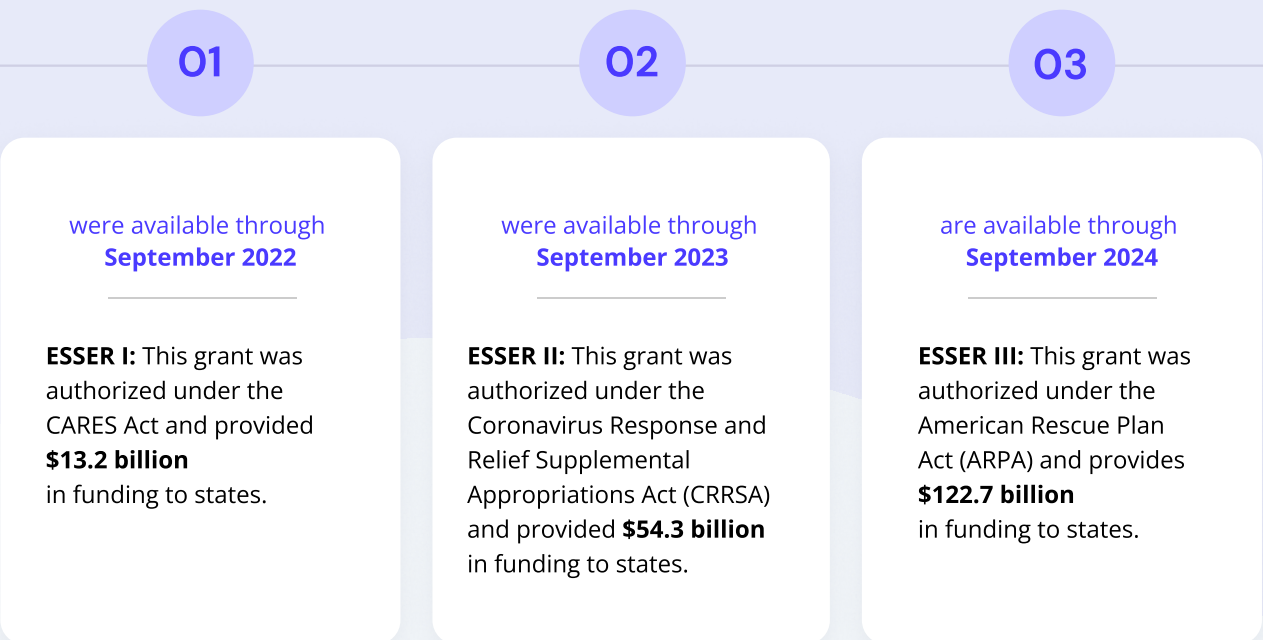 01
were available through
September 2022
ESSER I: This grant was
authorized under the
CARES Act and provided
$13.2 billion
in funding to states.
02
were available through
September 2023
ESSER II: This grant was
authorized under the
Coronavirus Response and
Relief Supplemental
Appropriations Act (CRRSA)
and provided $54.3 billion
in funding to states.
03
are available through
September 2024
ESSER III: This grant was
authorized under the
American Rescue Plan
Act (ARPA) and provides
$122.7 billion
in funding to states.